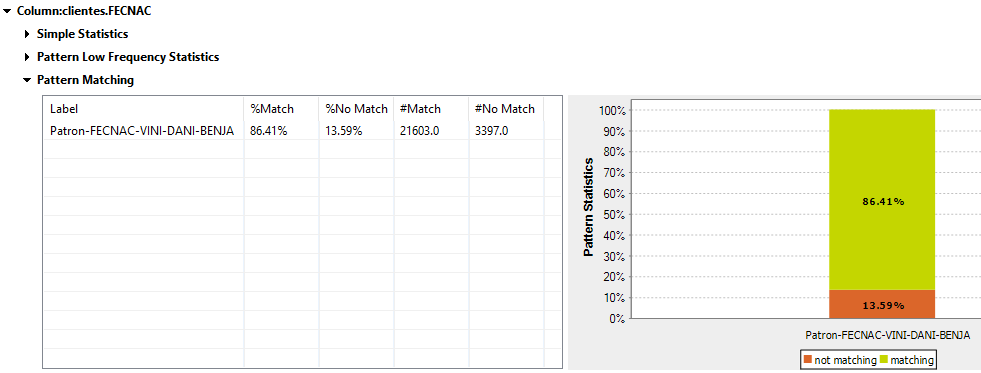 Column:clientes.FECNAC
Simple Statistics
Pattern Low Frequency Statistics
Pattern Matching
Label %Match %No Match #Match #No Match
Patron-FECNAC-VINI-DANI-BENJA 86.41% 13.59% 21603.0 3397.0
Pattern Statistics
100%
90%
80%
70%
60%
50%
40%
30%
20%
10%
0%
86.41%
13.59%
Patron-FECNAC-VINI-DANI-BENJA
not matching matching